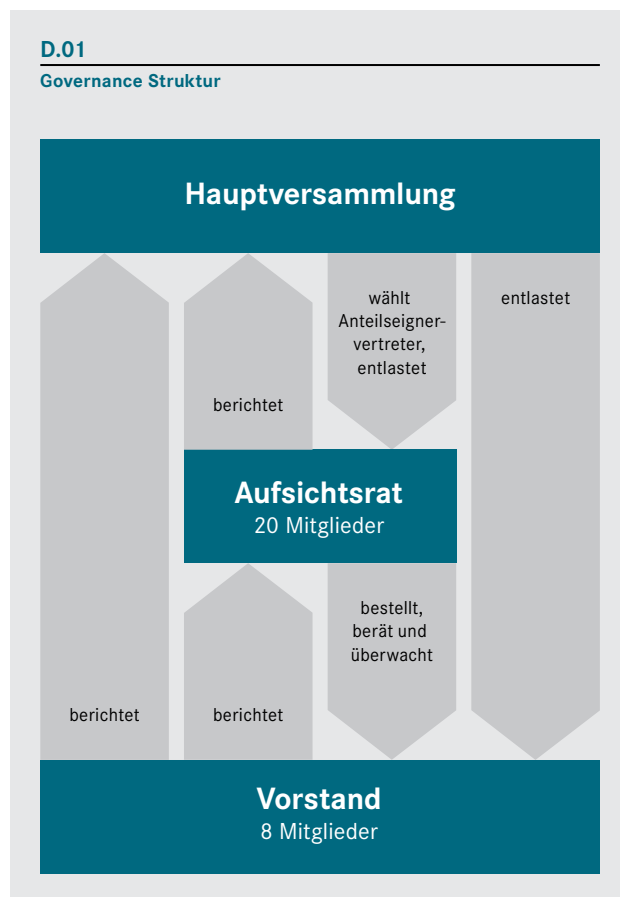 D.01
Governance Struktur
Hauptversammlung
wählt
Anteilseigner-
vertreter,
entlastet
entlastet
berichtet
Aufsichtsrat
20 Mitglieder
bestellt,
berät und
überwacht
berichtet
berichtet
Vorstand
8 Mitglieder